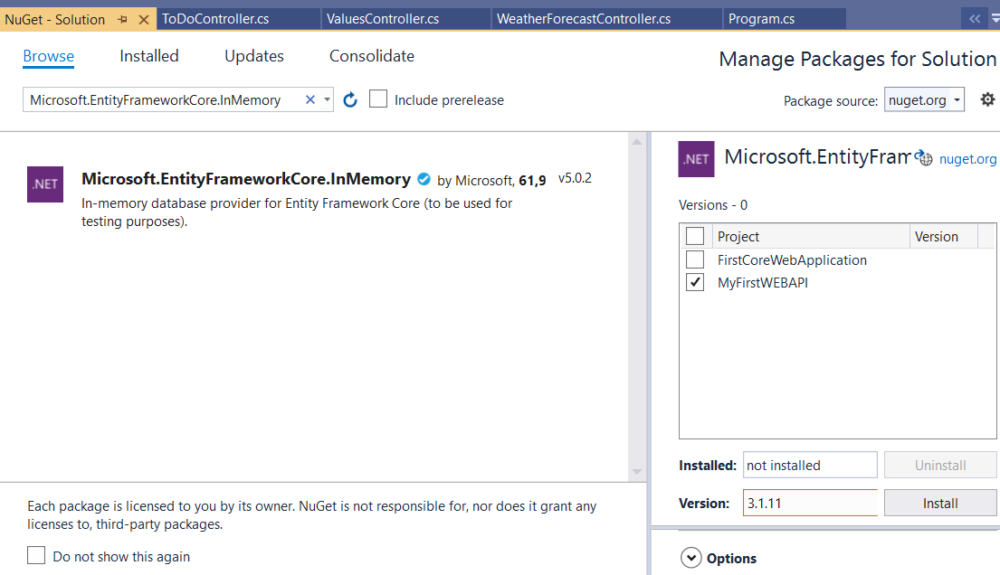 NuGet - Solution ToDoController.cs ValuesController.cs WeatherForecastController.cs Program.cs
Browse Installed Updates Consolidate
Manage Packages for Solution
Microsoft.EntityFrameworkCore.InMemory
Include prerelease
Package source: nuget.org
.NET
Microsoft.EntityFrameworkCore.InMemory by Microsoft, 61,9 v5.0.2
In-memory database provider for Entity Framework Core (to be used for
testing purposes).
Each package is licensed to you by its owner. NuGet is not responsible for, nor does it grant any
licenses to, third-party packages.
Do not show this again
.NET
Microsoft.EntityFram nuget.org
Versions - 0
Project Version
FirstCoreWebApplication
MyFirstWEBAPI
Installed: not installed Uninstall
Version: 3.1.11 Install
Options